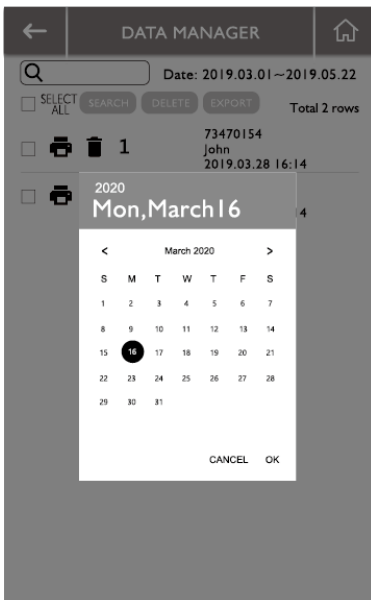 DATA MANAGER
Date: 2019.03.01~2019.05.22
SELECT ALL
SEARCH DELETE EXPORT Total 2 rows
1
73470154
John
2019.03.28 16:14
4
2020
Mon,March16
< March 2020 >
S M T W T F S
1 2 3 4 5 6 7
8 9 10 11 12 13 14
15 16 17 18 19 20 21
22 23 24 25 26 27 28
29 30 31
CANCEL OK